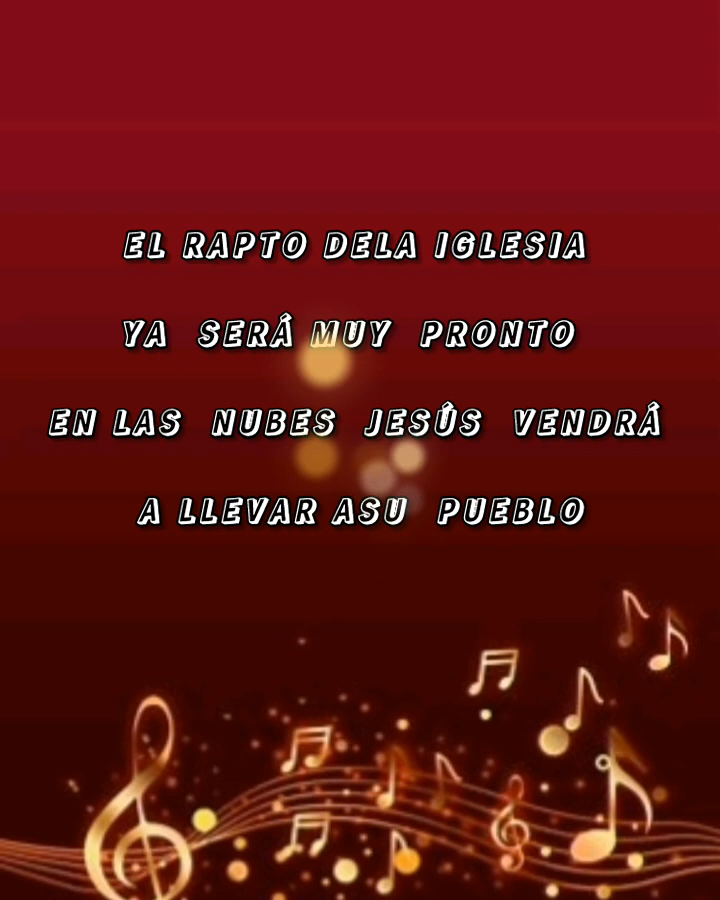 EL RAPTO DELA IGLESIA
YA SERÁ MUY PRONTO
EN LAS NUBES JESÚS VENDRÁ
A LLEVAR ASU PUEBLO